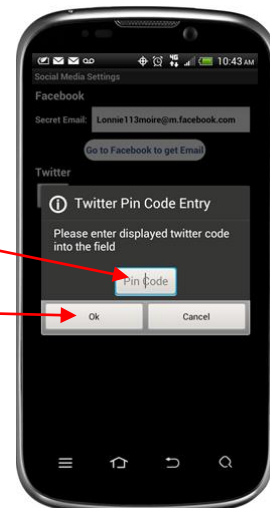 4G 10:43 AM
Social Media Settings
Facebook
Secret Email: Lonnie113moire@m.facebook.com
Go to Facebook to get Email
Twitter
Twitter Pin Code Entry
Please enter displayed twitter code
into the field
Pin Code
Ok Cancel